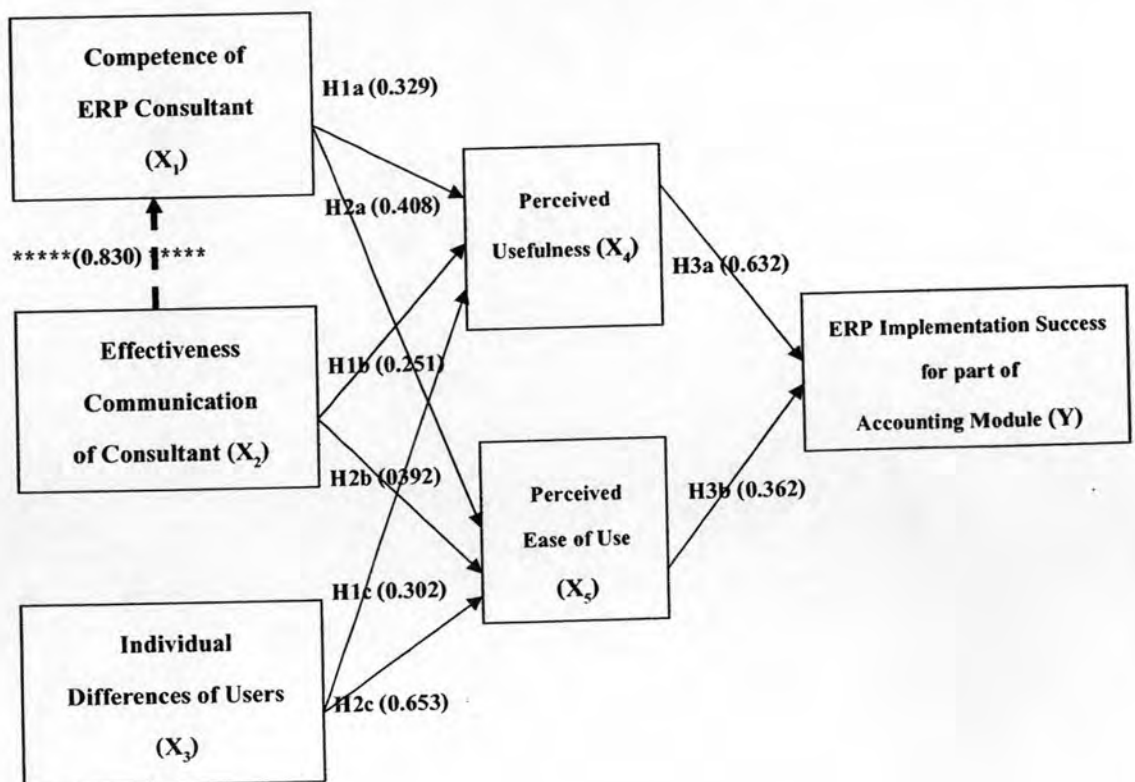 Competence of
ERP Consultant
(X1)
H1a (0.329)
H2a (0.408)
*****(0.830) *****
Effectiveness
Communication
of Consultant (X2)
H1b (0.251)
H2b (0392)
Individual
Differences of Users
(X3)
H1c (0.302)
H2c (0.653)
Perceived
Usefulness (X4)
H3a (0.632)
Perceived
Ease of Use
(X5)
H3b (0.362)
ERP Implementation Success
for part of
Accounting Module (Y)